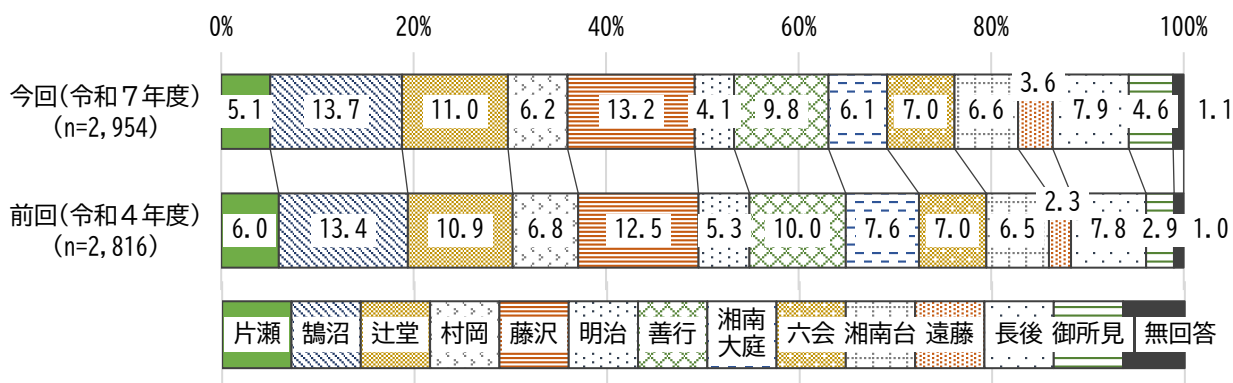 0% 20% 40% 60% 80% 100%
今回(令和７年度)
(n=2,954)
5.1 13.7 11.0 6.2 13.2 4.1 9.8 6.1 7.0 6.6 3.6 7.9 4.6 1.1
前回(令和４年度)
(n=2,816)
6.0 13.4 10.9 6.8 12.5 5.3 10.0 7.6 7.0 6.5 2.3 7.8 2.9 1.0
片瀬 鵠沼 辻堂 村岡 藤沢 明治 善行 湘南
大庭 六会 湘南台 遠藤 長後 御所見 無回答